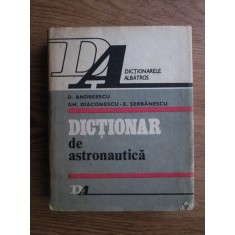 DA
DICȚIONARELE
ALBATROS
D. ANDREESCU
GH. DIACONESCU - E. ȘERBĂNESCU
DICȚIONAR
de
astronautică
DA